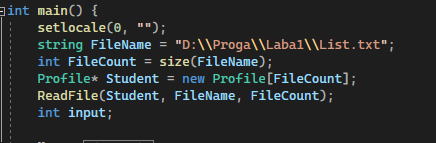 int main() {
setlocale(0, "");
string FileName = "D:\\Proga\\Laba1\\List.txt";
int FileCount = size(FileName);
Profile* Student = new Profile[FileCount];
ReadFile(Student, FileName, FileCount);
int input;